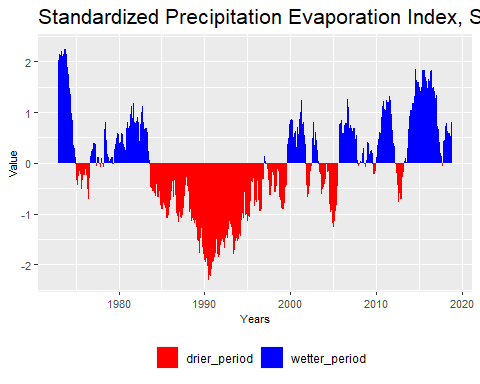 Standardized Precipitation Evaporation Index, S
2
1
0
-1
-2
Value
1980
1990
2000
2010
2020
Years
drier_period
wetter_period